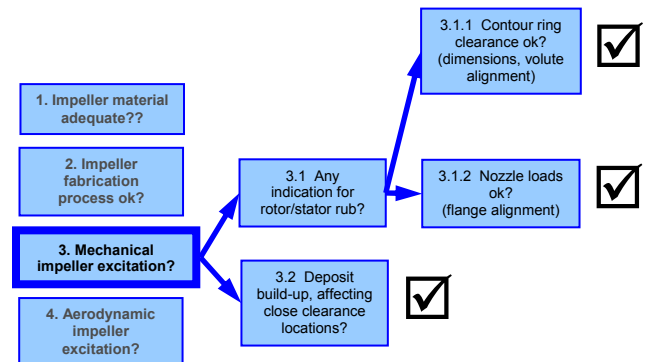 1. Impeller material
adequate??
2. Impeller
fabrication
process ok?
3. Mechanical
impeller excitation?
4. Aerodynamic
impeller
excitation?
3.1 Any
indication for
rotor/stator rub?
3.2 Deposit
build-up, affecting
close clearance
locations?
3.1.1 Contour ring
clearance ok?
(dimensions, volute
alignment)
3.1.2 Nozzle loads
ok?
(flange alignment)